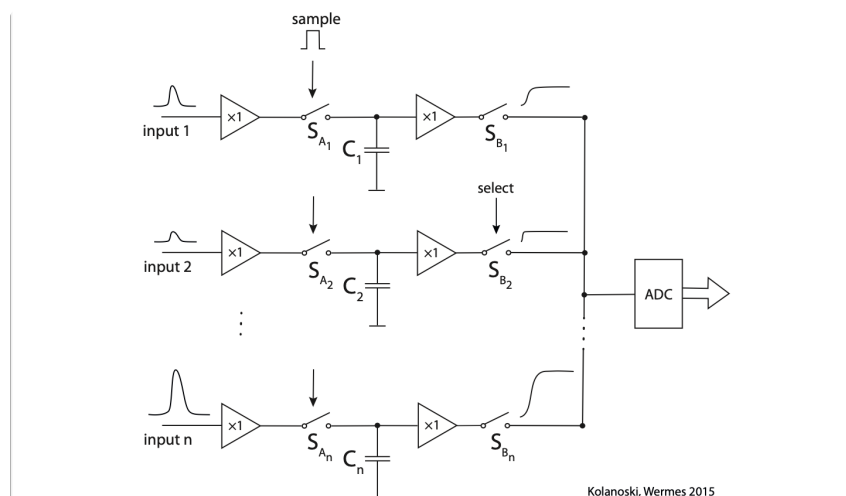 sample
×1
×1
input 1
S_A1
C_1
S_B1
select
×1
×1
input 2
S_A2
C_2
S_B2
ADC
×1
×1
input n
S_An
C_n
S_Bn
Kolanoski, Wermes 2015